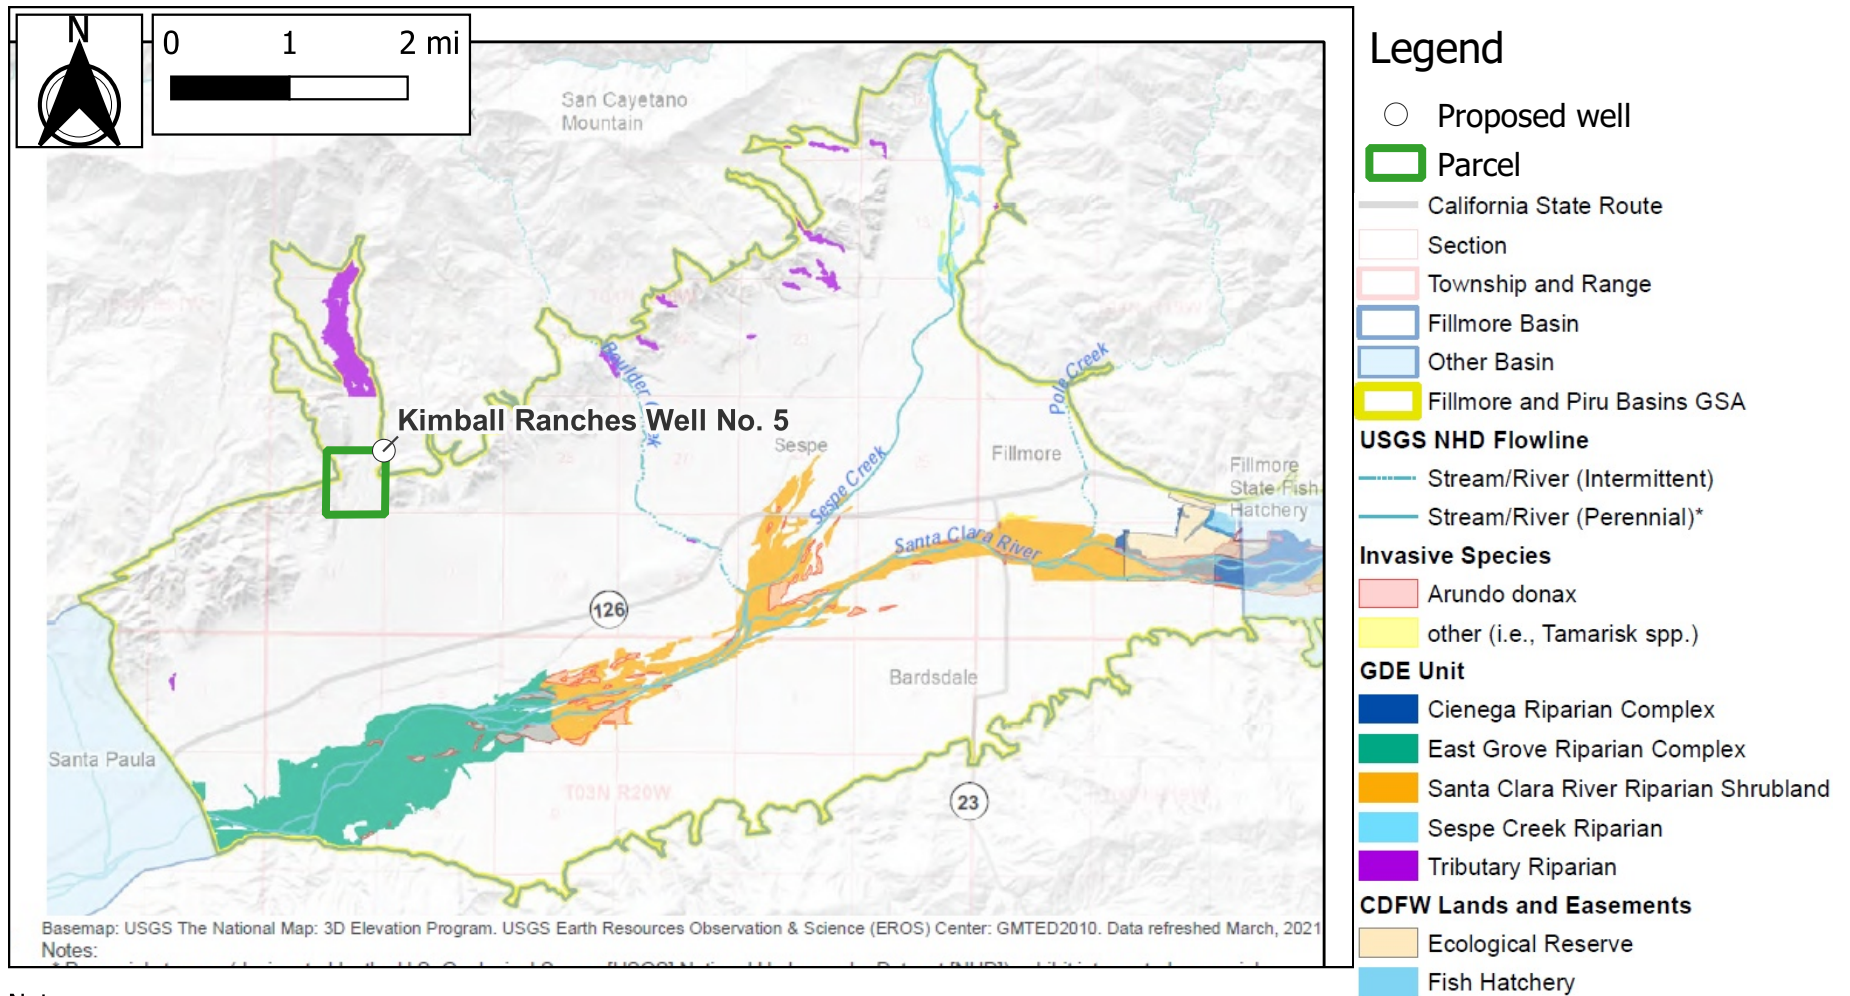 N
0 1 2 mi
San Cayetano
Mountain
Boulder
Pole Creek
Kimball Ranches Well No. 5
Sespe
Sespe Creek
Fillmore
Fillmore
State Fish
Hatchery
Santa Clara River
126
Bardsdale
Santa Paula
T03N R20W
23
Basemap: USGS The National Map: 3D Elevation Program. USGS Earth Resources Observation & Science (EROS) Center: GMTED2010. Data refreshed March, 2021
Notes:
Legend
Proposed well
Parcel
California State Route
Section
Township and Range
Fillmore Basin
Other Basin
Fillmore and Piru Basins GSA
USGS NHD Flowline
Stream/River (Intermittent)
Stream/River (Perennial)*
Invasive Species
Arundo donax
other (i.e., Tamarisk spp.)
GDE Unit
Cienega Riparian Complex
East Grove Riparian Complex
Santa Clara River Riparian Shrubland
Sespe Creek Riparian
Tributary Riparian
CDFW Lands and Easements
Ecological Reserve
Fish Hatchery